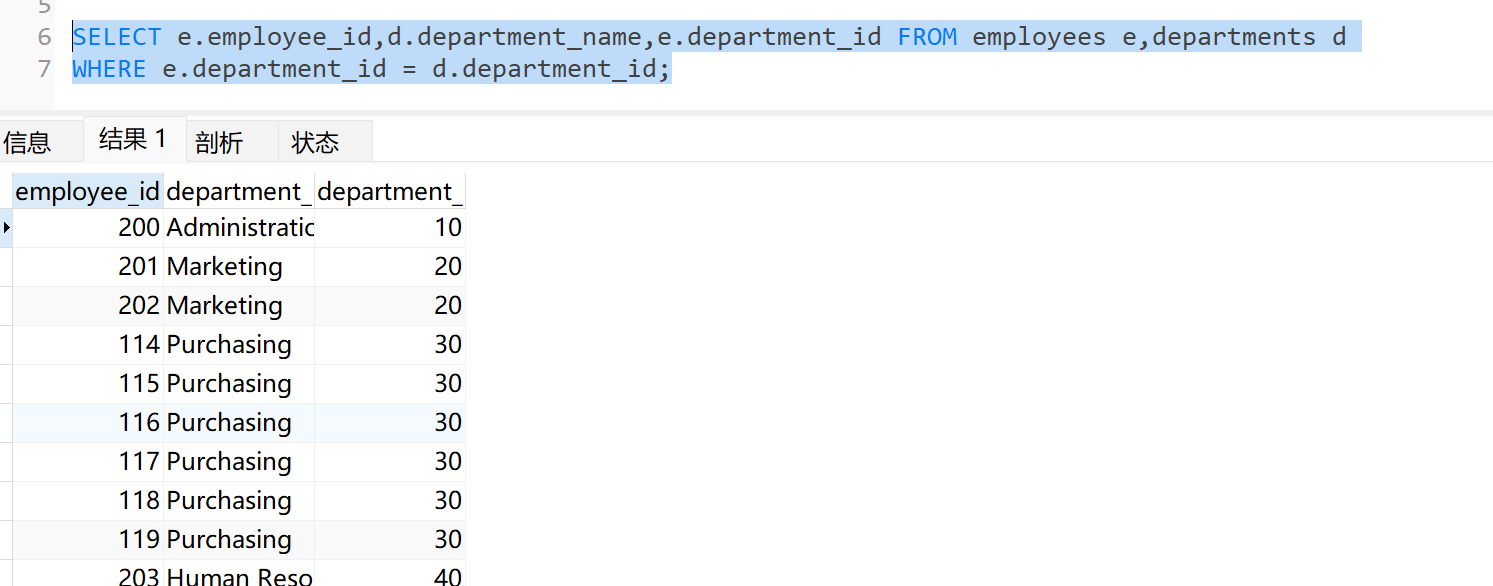 5
6 SELECT e.employee_id,d.department_name,e.department_id FROM employees e,departments d
7 WHERE e.department_id = d.department_id;
信息 结果 1 剖析 状态
employee_id department_ department_
200 Administratic 10
201 Marketing 20
202 Marketing 20
114 Purchasing 30
115 Purchasing 30
116 Purchasing 30
117 Purchasing 30
118 Purchasing 30
119 Purchasing 30
203 Human Reso 40